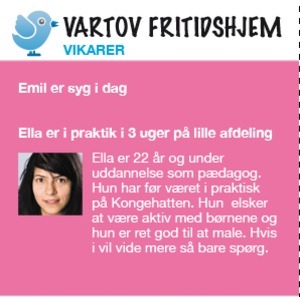 VARTOV FRITIDSHJEM
VIKARER
Emil er syg i dag
Ella er i praktik i 3 uger på lille afdeling
Ella er 22 år og under
uddannelse som pædagog.
Hun har før været i praktisk
på Kongehatten. Hun  elsker
at være aktiv med børnene og
hun er ret god til at male. Hvis
i vil vide mere så bare spørg.